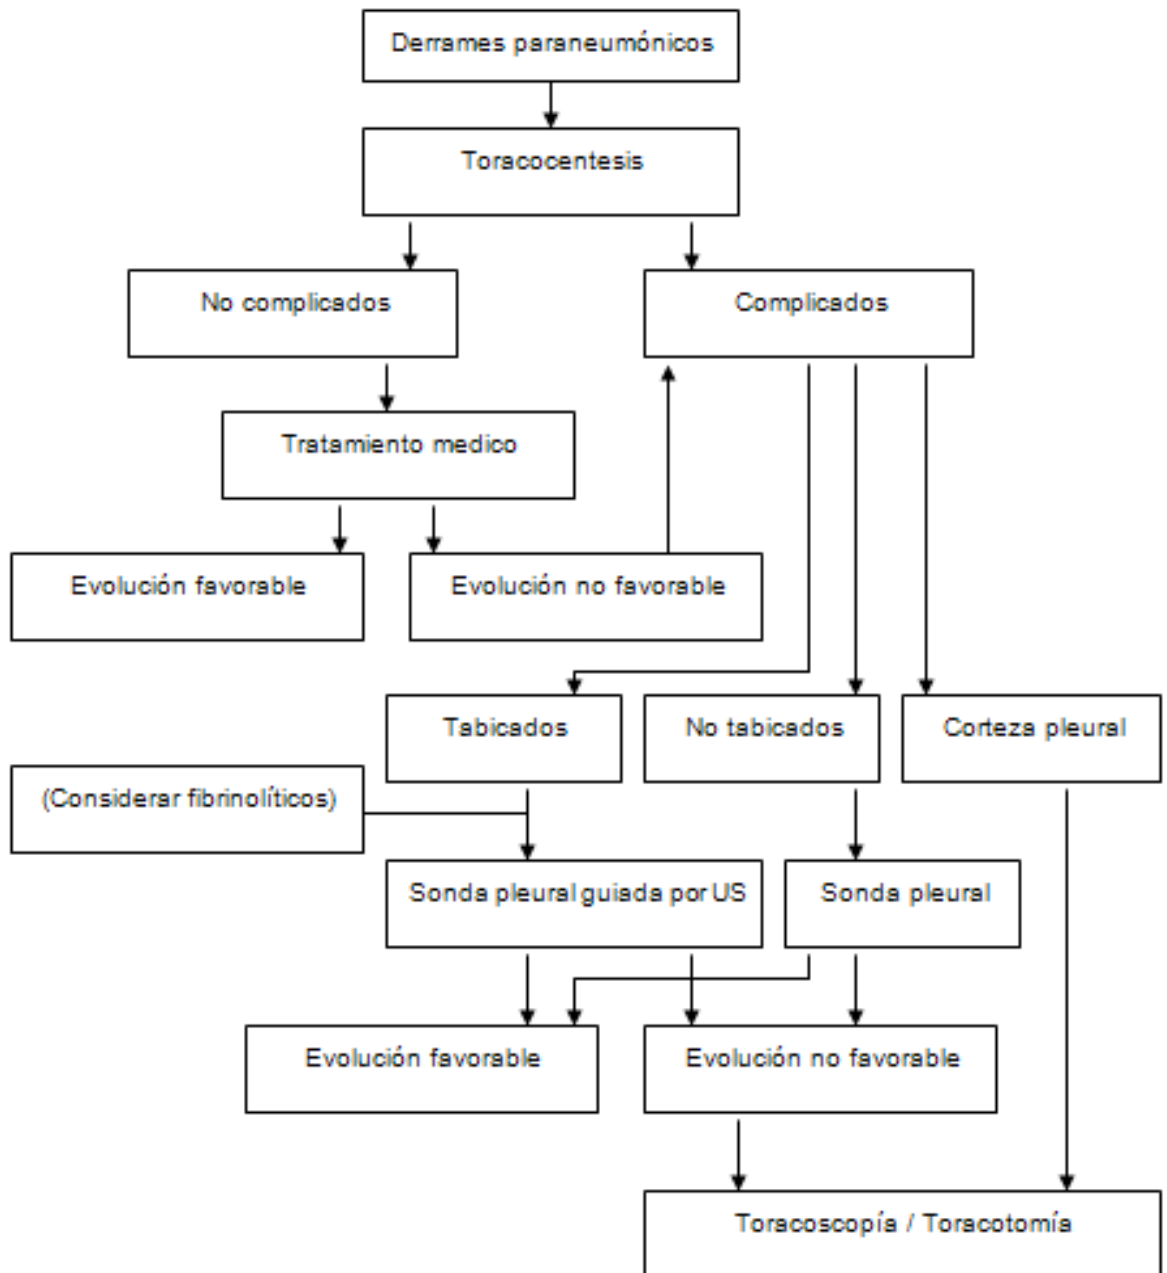 Derrames paraneumónicos
Toracocentesis
No complicados
Complicados
Tratamiento medico
Evolución favorable
Evolución no favorable
Tabicados
No tabicados
Corteza pleural
(Considerar fibrinolíticos)
Sonda pleural guiada por US
Sonda pleural
Evolución favorable
Evolución no favorable
Toracoscopía / Toracotomía